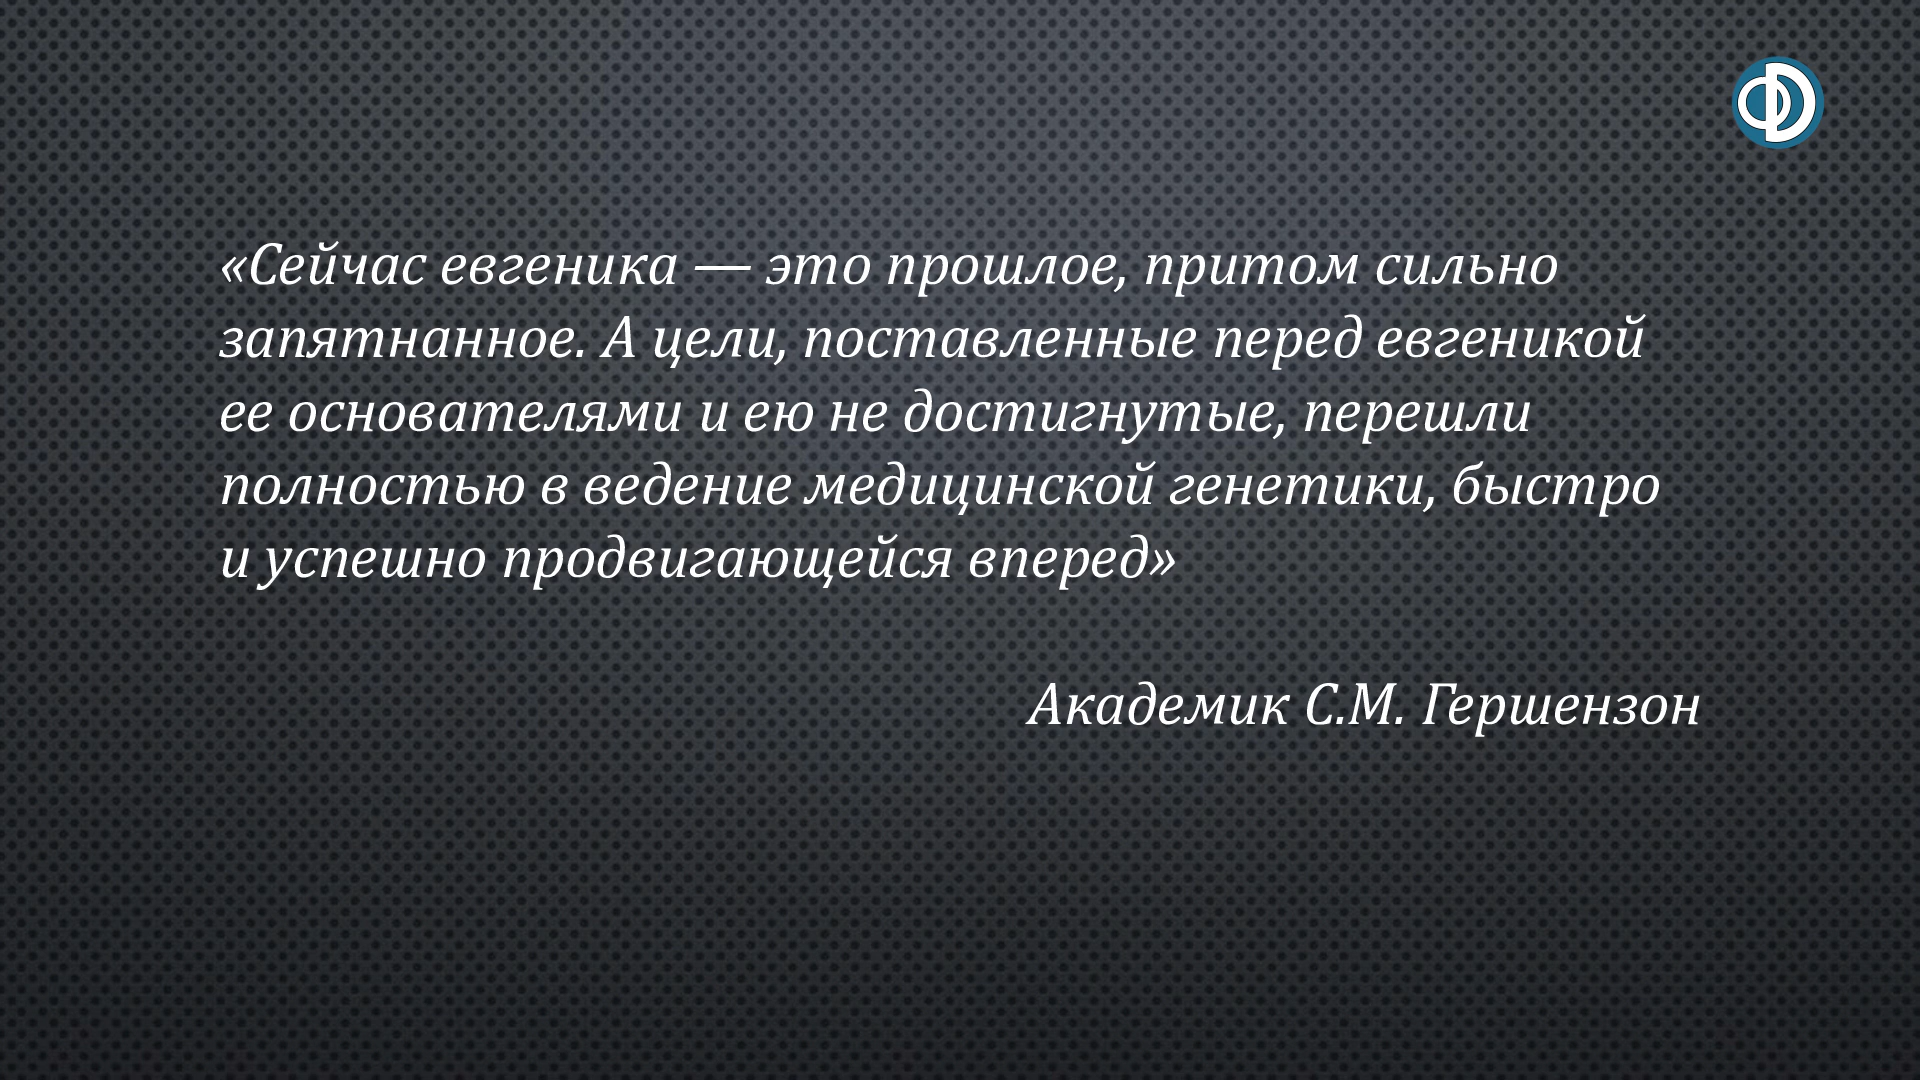 «Сейчас евгеника — это прошлое, притом сильно
запятнанное. А цели, поставленные перед евгеникой
ее основателями и ею не достигнутые, перешли
полностью в ведение медицинской генетики, быстро
и успешно продвигающейся вперед»
Академик С.М. Гершензон